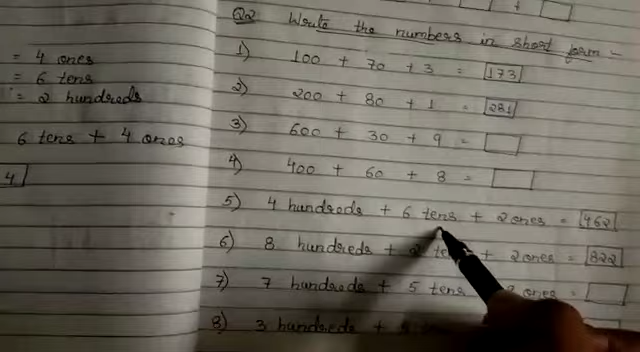 = 4 ones
= 6 tens
= 2 hundreds
6 tens + 4 ones
4
+
Q2 Write the numbers in short form -
1) 100 + 70 + 3 = 173
2) 200 + 80 + 1 = 281
3) 600 + 30 + 9 =
4) 400 + 60 + 8 =
5) 4 hundreds + 6 tens + 2 ones = 462
6) 8 hundreds + 2 te + 2 ones = 822
7) 7 hundreds + 5 tens ones =
8) 3 hundreds +